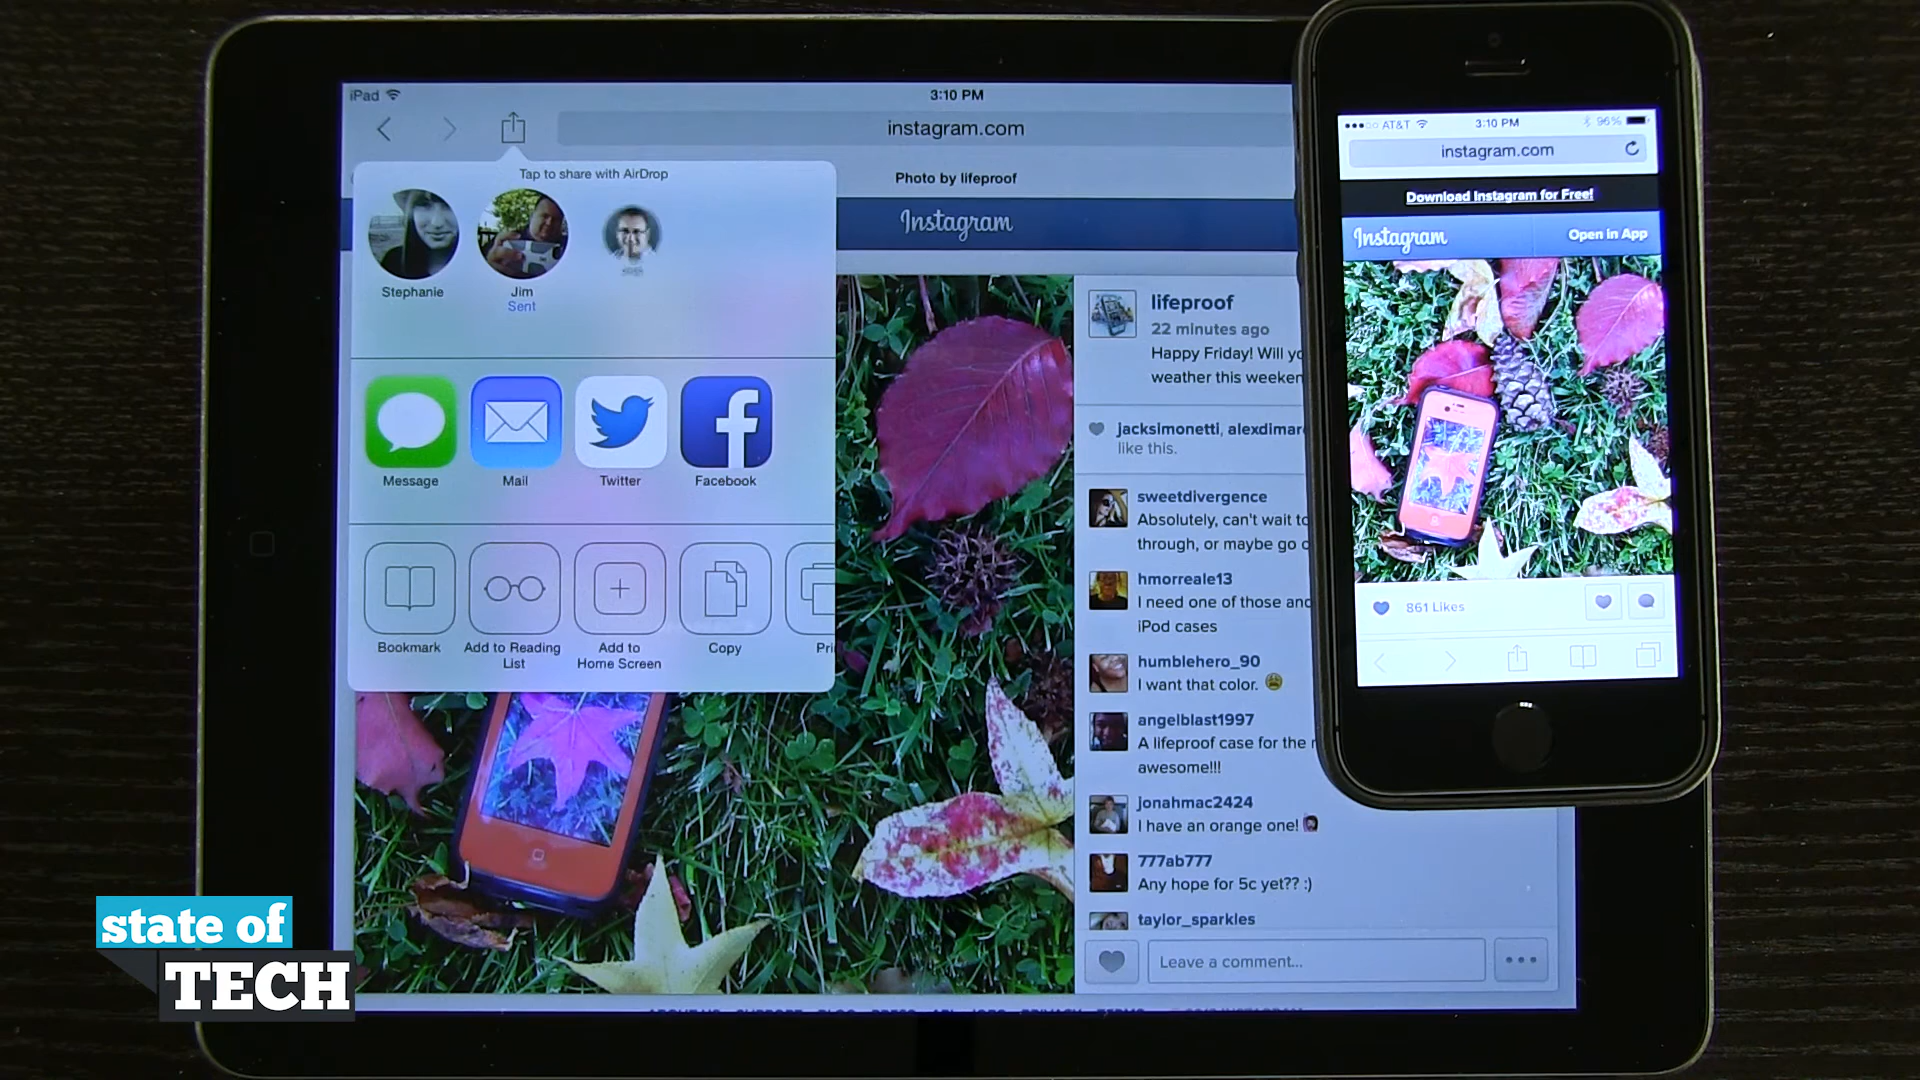 iPad
3:10 PM
instagram.com
Tap to share with AirDrop
Photo by lifeproof
Instagram
Stephanie
Jim
Sent
Message
Mail
Twitter
Facebook
Bookmark
Add to Reading
List
Add to
Home Screen
Copy
Pri
lifeproof
22 minutes ago
Happy Friday! Will yo
weather this weeken
jacksimonetti, alexdimar
like this.
sweetdivergence
Absolutely, can't wait to
through, or maybe go o
hmorreale13
I need one of those and
iPod cases
humblehero_90
I want that color.
angelblast1997
A lifeproof case for the
awesome!!!
jonahmac2424
I have an orange one!
777ab777
Any hope for 5c yet?? :)
taylor_sparkles
Leave a comment...
AT&T
3:10 PM
96%
instagram.com
Download Instagram for Free!
Instagram
Open in App
861 Likes
state of
TECH